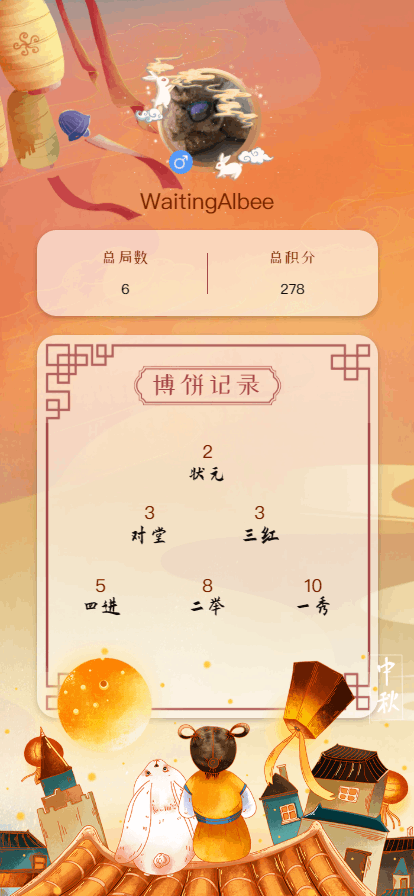 WaitingAlbee
总局数 总积分
6 278
博饼记录
2
状元
3 3
对堂 三红
5 8 10
四进 二举 一秀
中秋